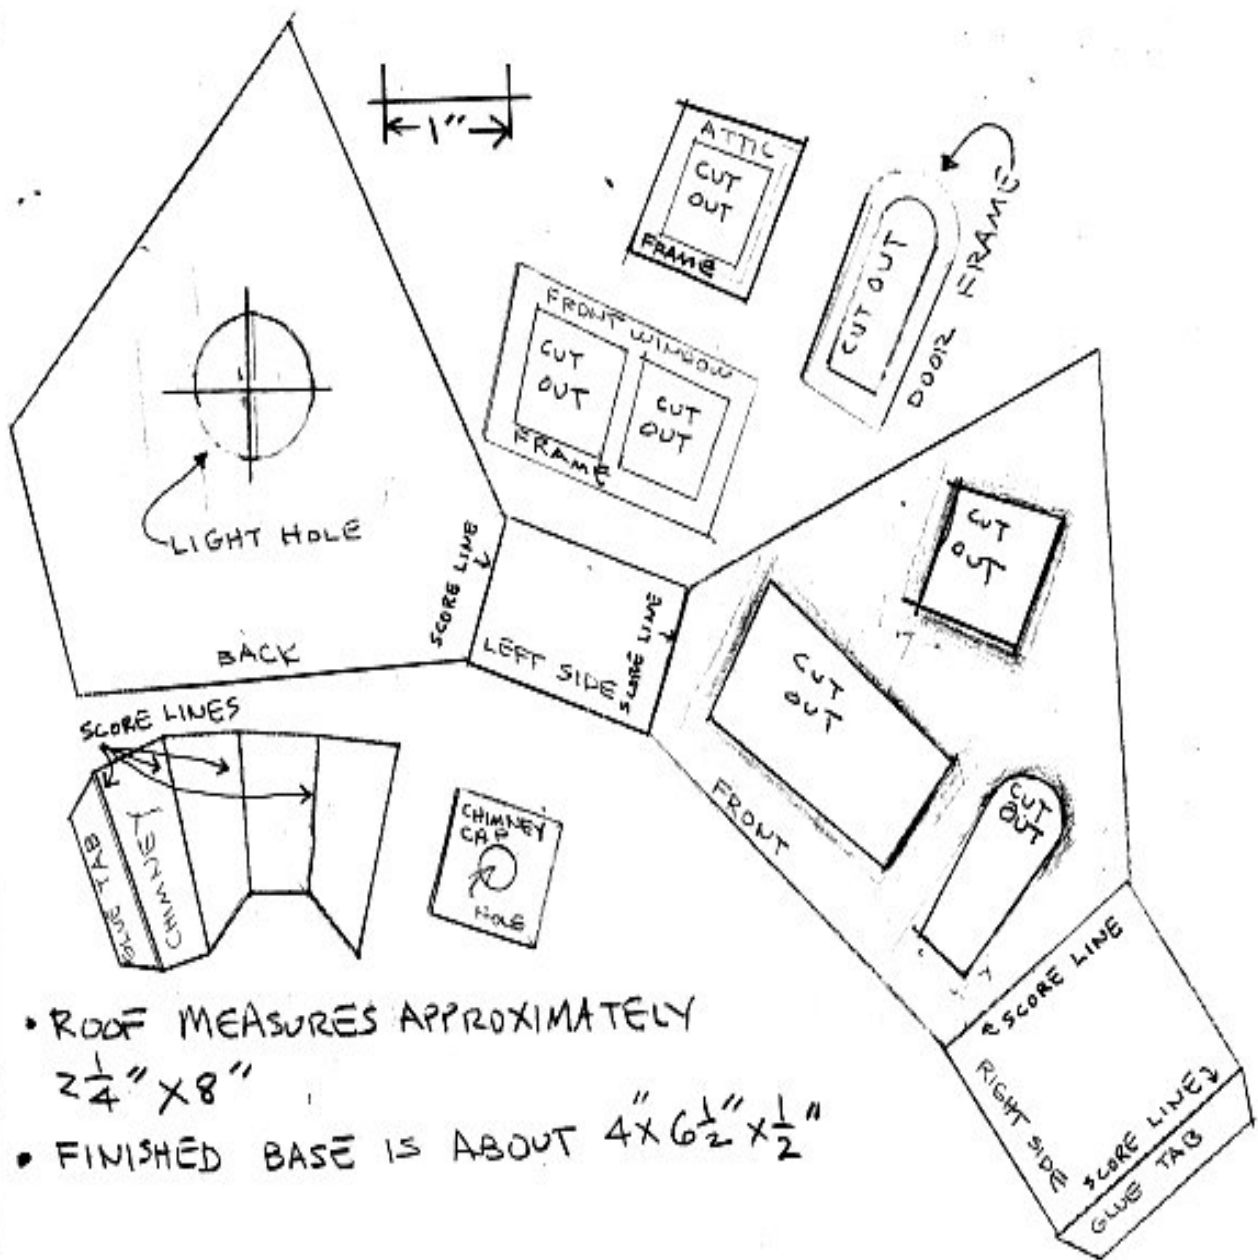 1"
ATTIC
CUT
OUT
FRAME
DOOR FRAME
CUT OUT
FRONT WINDOW
CUT
OUT
CUT
OUT
FRAME
LIGHT HOLE
BACK
SCORE LINE
LEFT SIDE
SCORE LINE
CUT
OUT
CUT
OUT
CUT
OUT
FRONT
SCORE LINE
RIGHT SIDE
SCORE LINE
GLUE TAB
SCORE LINES
GLUE TAB
CHIMNEY
CHIMNEY
CAP
HOLE
• ROOF MEASURES APPROXIMATELY
2 1/4" X 8"
• FINISHED BASE IS ABOUT 4" X 6 1/2" X 1/2"